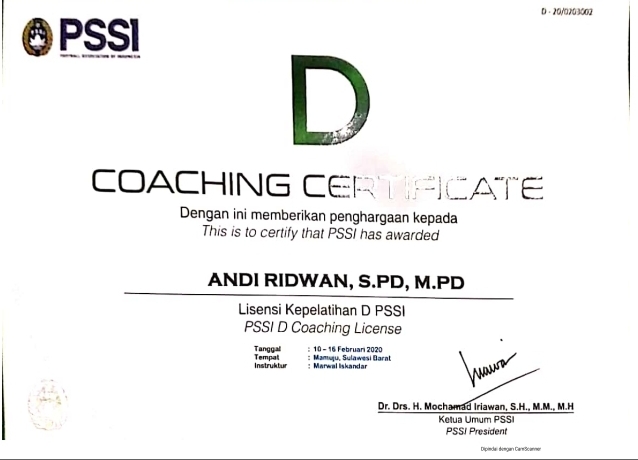 D - 20/0203002
PSSI
FOOTBALL ASSOCIATION OF INDONESIA
D
COACHING CERTIFICATE
Dengan ini memberikan penghargaan kepada
This is to certify that PSSI has awarded
ANDI RIDWAN, S.PD, M.PD
Lisensi Kepelatihan D PSSI
PSSI D Coaching License
Tanggal : 10 - 16 Februari 2020
Tempat : Mamuju, Sulawesi Barat
Instruktur : Marwal Iskandar
Dr. Drs. H. Mochamad Iriawan, S.H., M.M., M.H
Ketua Umum PSSI
PSSI President
Dipindai dengan CamScanner